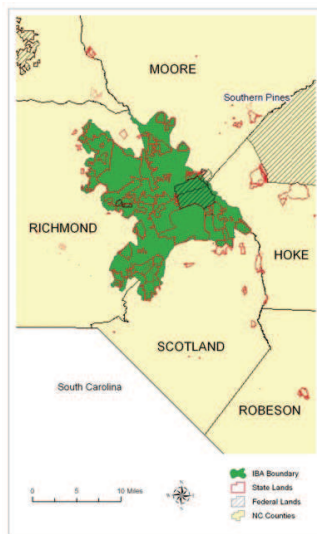 MOORE
Southern Pines
RICHMOND
HOKE
SCOTLAND
South Carolina
ROBESON
0 5 10 Miles
IBA Boundary
State Lands
Federal Lands
NC Counties